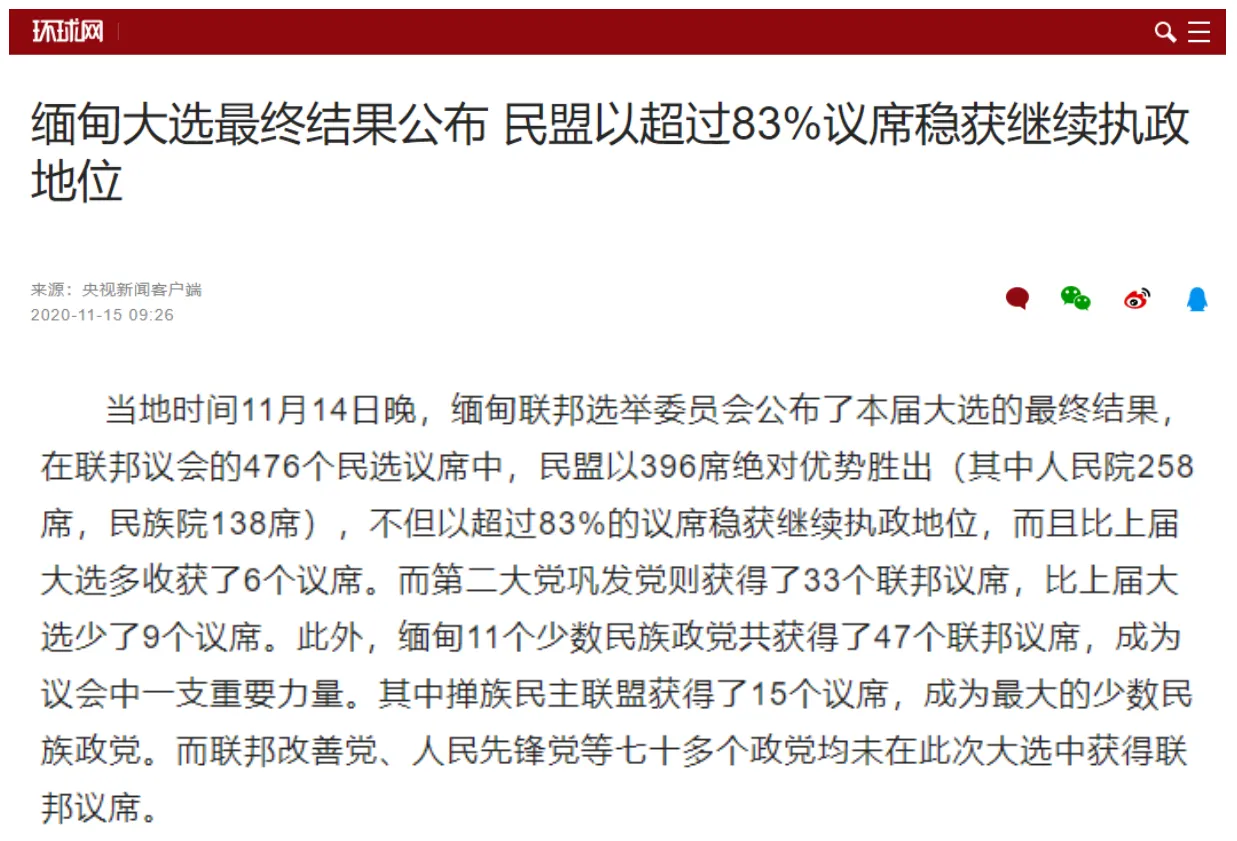 环球网
缅甸大选最终结果公布 民盟以超过83%议席稳获继续执政
地位
来源：央视新闻客户端
2020-11-15 09:26
当地时间11月14日晚，缅甸联邦选举委员会公布了本届大选的最终结果，
在联邦议会的476个民选议席中，民盟以396席绝对优势胜出（其中人民院258
席，民族院138席），不但以超过83%的议席稳获继续执政地位，而且比上届
大选多收获了6个议席。而第二大党巩发党则获得了33个联邦议席，比上届大
选少了9个议席。此外，缅甸11个少数民族政党共获得了47个联邦议席，成为
议会中一支重要力量。其中掸族民主联盟获得了15个议席，成为最大的少数民
族政党。而联邦改善党、人民先锋党等七十多个政党均未在此次大选中获得联
邦议席。